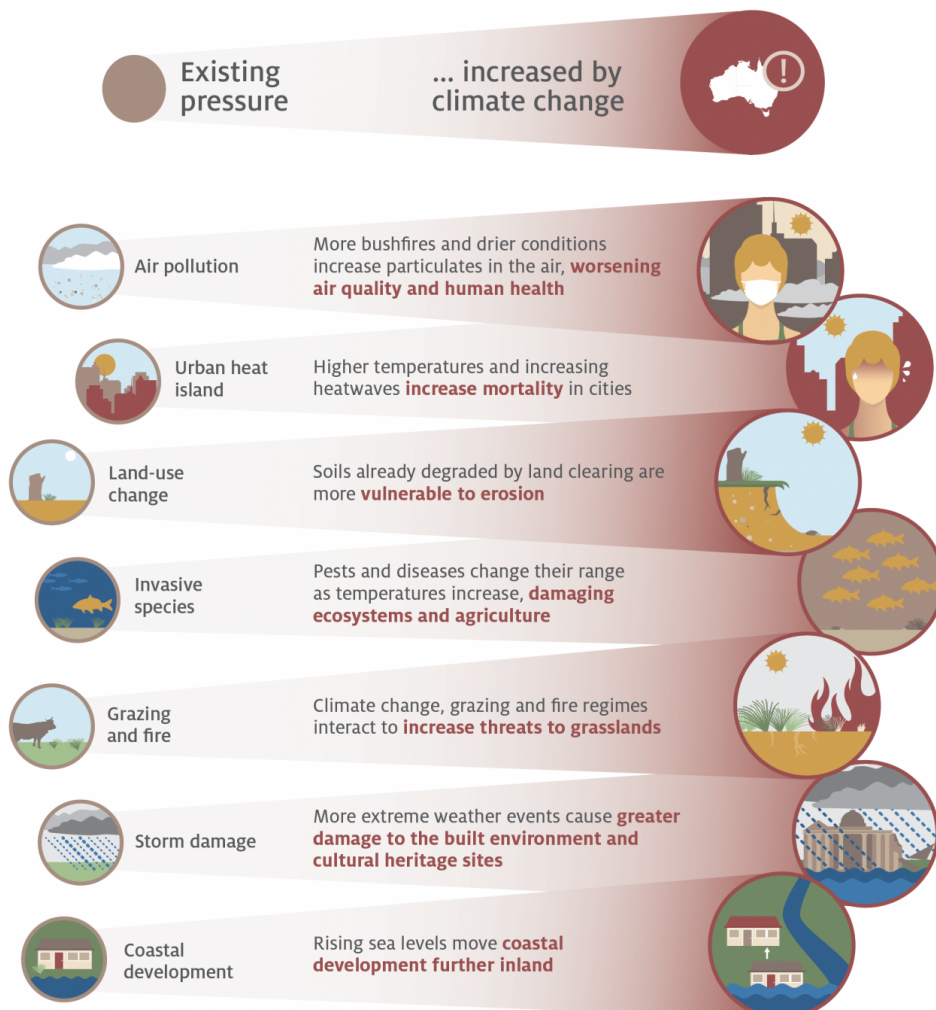 Existing
pressure
... increased by
climate change
!
Air pollution
More bushfires and drier conditions
increase particulates in the air, worsening
air quality and human health
Urban heat
island
Higher temperatures and increasing
heatwaves increase mortality in cities
Land-use
change
Soils already degraded by land clearing are
more vulnerable to erosion
Invasive
species
Pests and diseases change their range
as temperatures increase, damaging
ecosystems and agriculture
Grazing
and fire
Climate change, grazing and fire regimes
interact to increase threats to grasslands
Storm damage
More extreme weather events cause greater
damage to the built environment and
cultural heritage sites
Coastal
development
Rising sea levels move coastal
development further inland